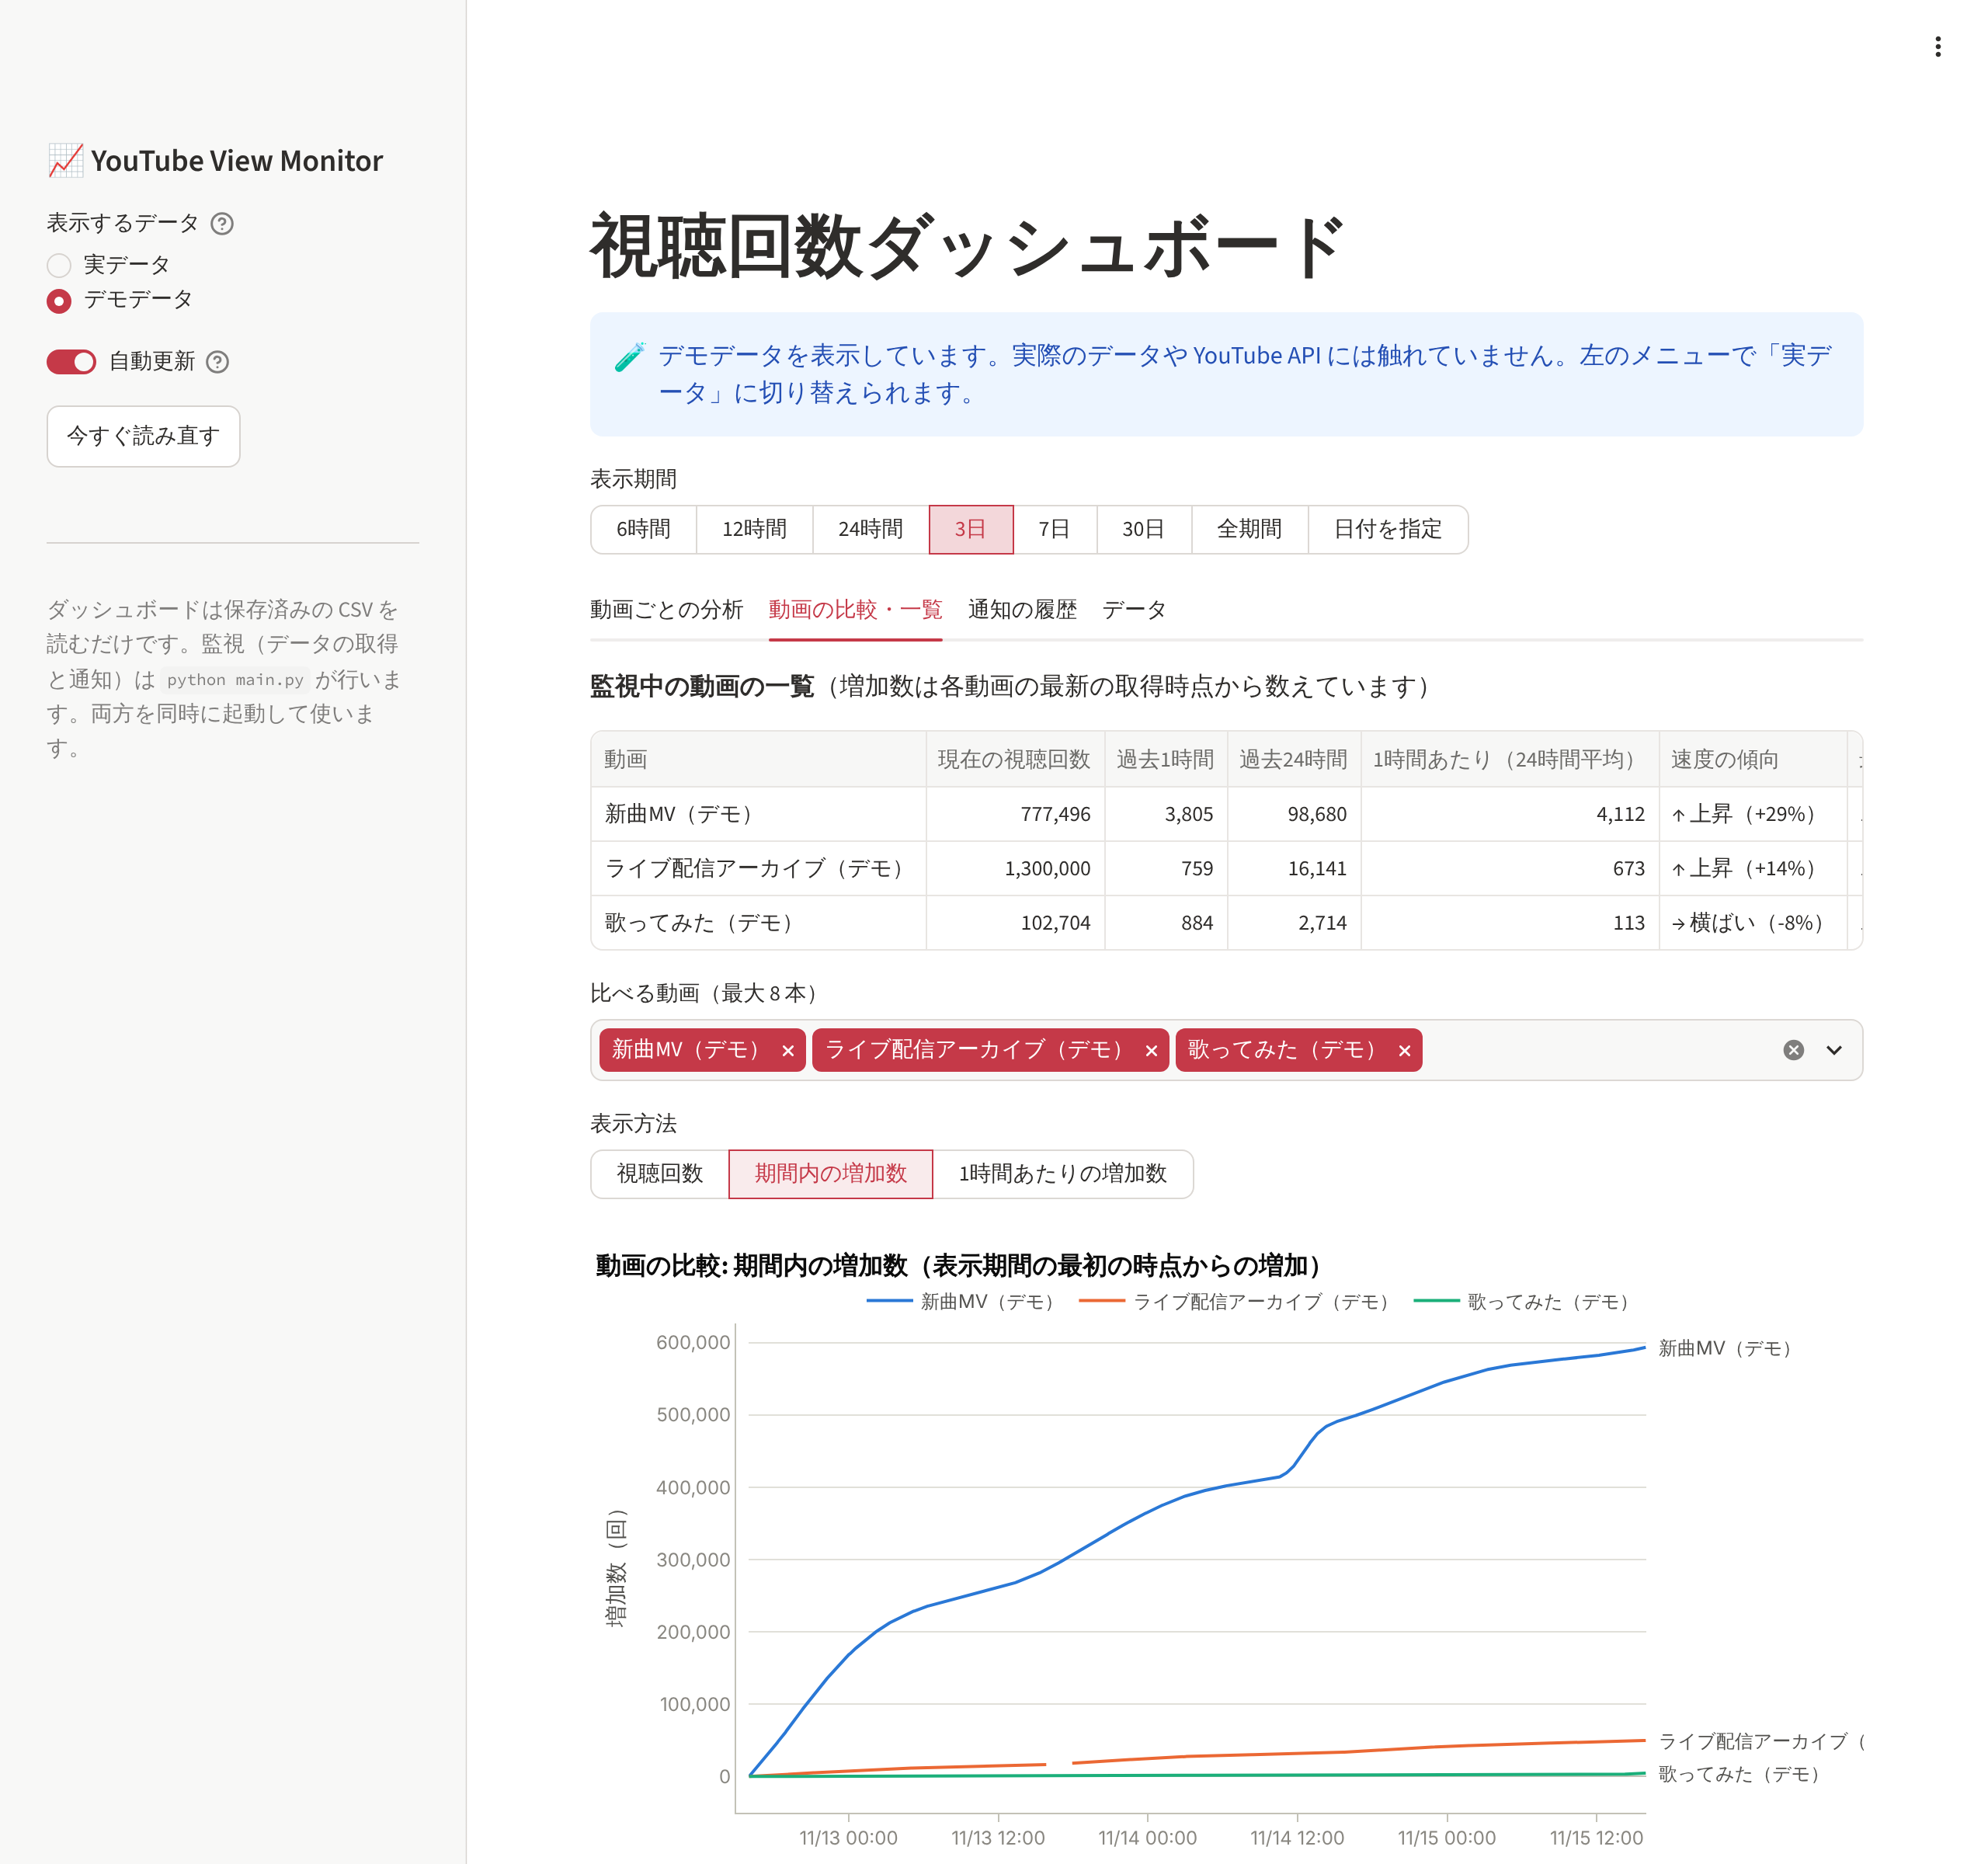 📈 YouTube View Monitor
表示するデータ
実データ
デモデータ
自動更新
今すぐ読み直す
ダッシュボードは保存済みの CSV を
読むだけです。監視（データの取得
と通知）は python main.py が行いま
す。両方を同時に起動して使いま
す。
視聴回数ダッシュボード
🧪 デモデータを表示しています。実際のデータや YouTube API には触れていません。左のメニューで「実デ
ータ」に切り替えられます。
表示期間
6時間 12時間 24時間 3日 7日 30日 全期間 日付を指定
動画ごとの分析 動画の比較・一覧 通知の履歴 データ
監視中の動画の一覧（増加数は各動画の最新の取得時点から数えています）
動画 現在の視聴回数 過去1時間 過去24時間 1時間あたり（24時間平均） 速度の傾向
新曲MV（デモ） 777,496 3,805 98,680 4,112 ↑ 上昇（+29%）
ライブ配信アーカイブ（デモ） 1,300,000 759 16,141 673 ↑ 上昇（+14%）
歌ってみた（デモ） 102,704 884 2,714 113 → 横ばい（-8%）
比べる動画（最大 8 本）
新曲MV（デモ） × ライブ配信アーカイブ（デモ） × 歌ってみた（デモ） ×
表示方法
視聴回数 期間内の増加数 1時間あたりの増加数
動画の比較: 期間内の増加数（表示期間の最初の時点からの増加）
新曲MV（デモ） ライブ配信アーカイブ（デモ） 歌ってみた（デモ）
増加数（回）
600,000
500,000
400,000
300,000
200,000
100,000
0
新曲MV（デモ）
ライブ配信アーカイブ（
歌ってみた（デモ）
11/13 00:00 11/13 12:00 11/14 00:00 11/14 12:00 11/15 00:00 11/15 12:00